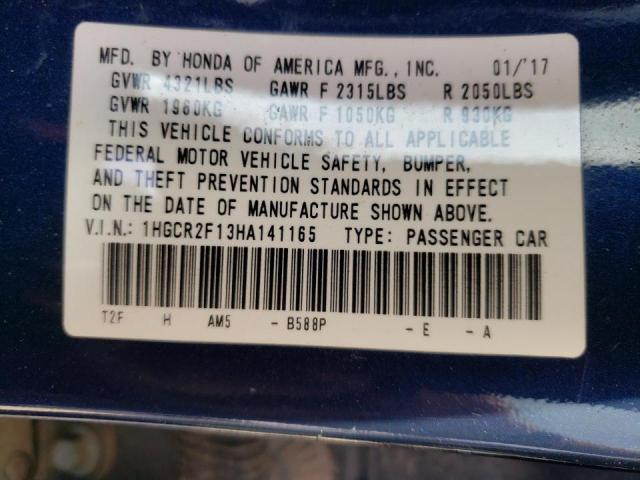 MFD. BY HONDA OF AMERICA MFG., INC. 01/'17
GVWR 4321LBS GAWR F 2315LBS R 2050LBS
GVWR 1960KG GAWR F 1050KG R 930KG
THIS VEHICLE CONFORMS TO ALL APPLICABLE
FEDERAL MOTOR VEHICLE SAFETY, BUMPER,
AND THEFT PREVENTION STANDARDS IN EFFECT
ON THE DATE OF MANUFACTURE SHOWN ABOVE.
V.I.N.: 1HGCR2F13HA141165 TYPE: PASSENGER CAR
T2F H AM5 - B588P - E - A